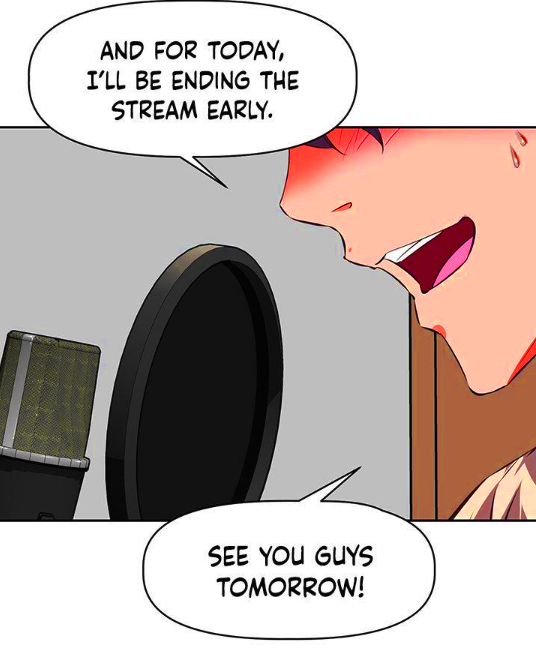 AND FOR TODAY,
I'LL BE ENDING THE
STREAM EARLY.
SEE YOU GUYS
TOMORROW!